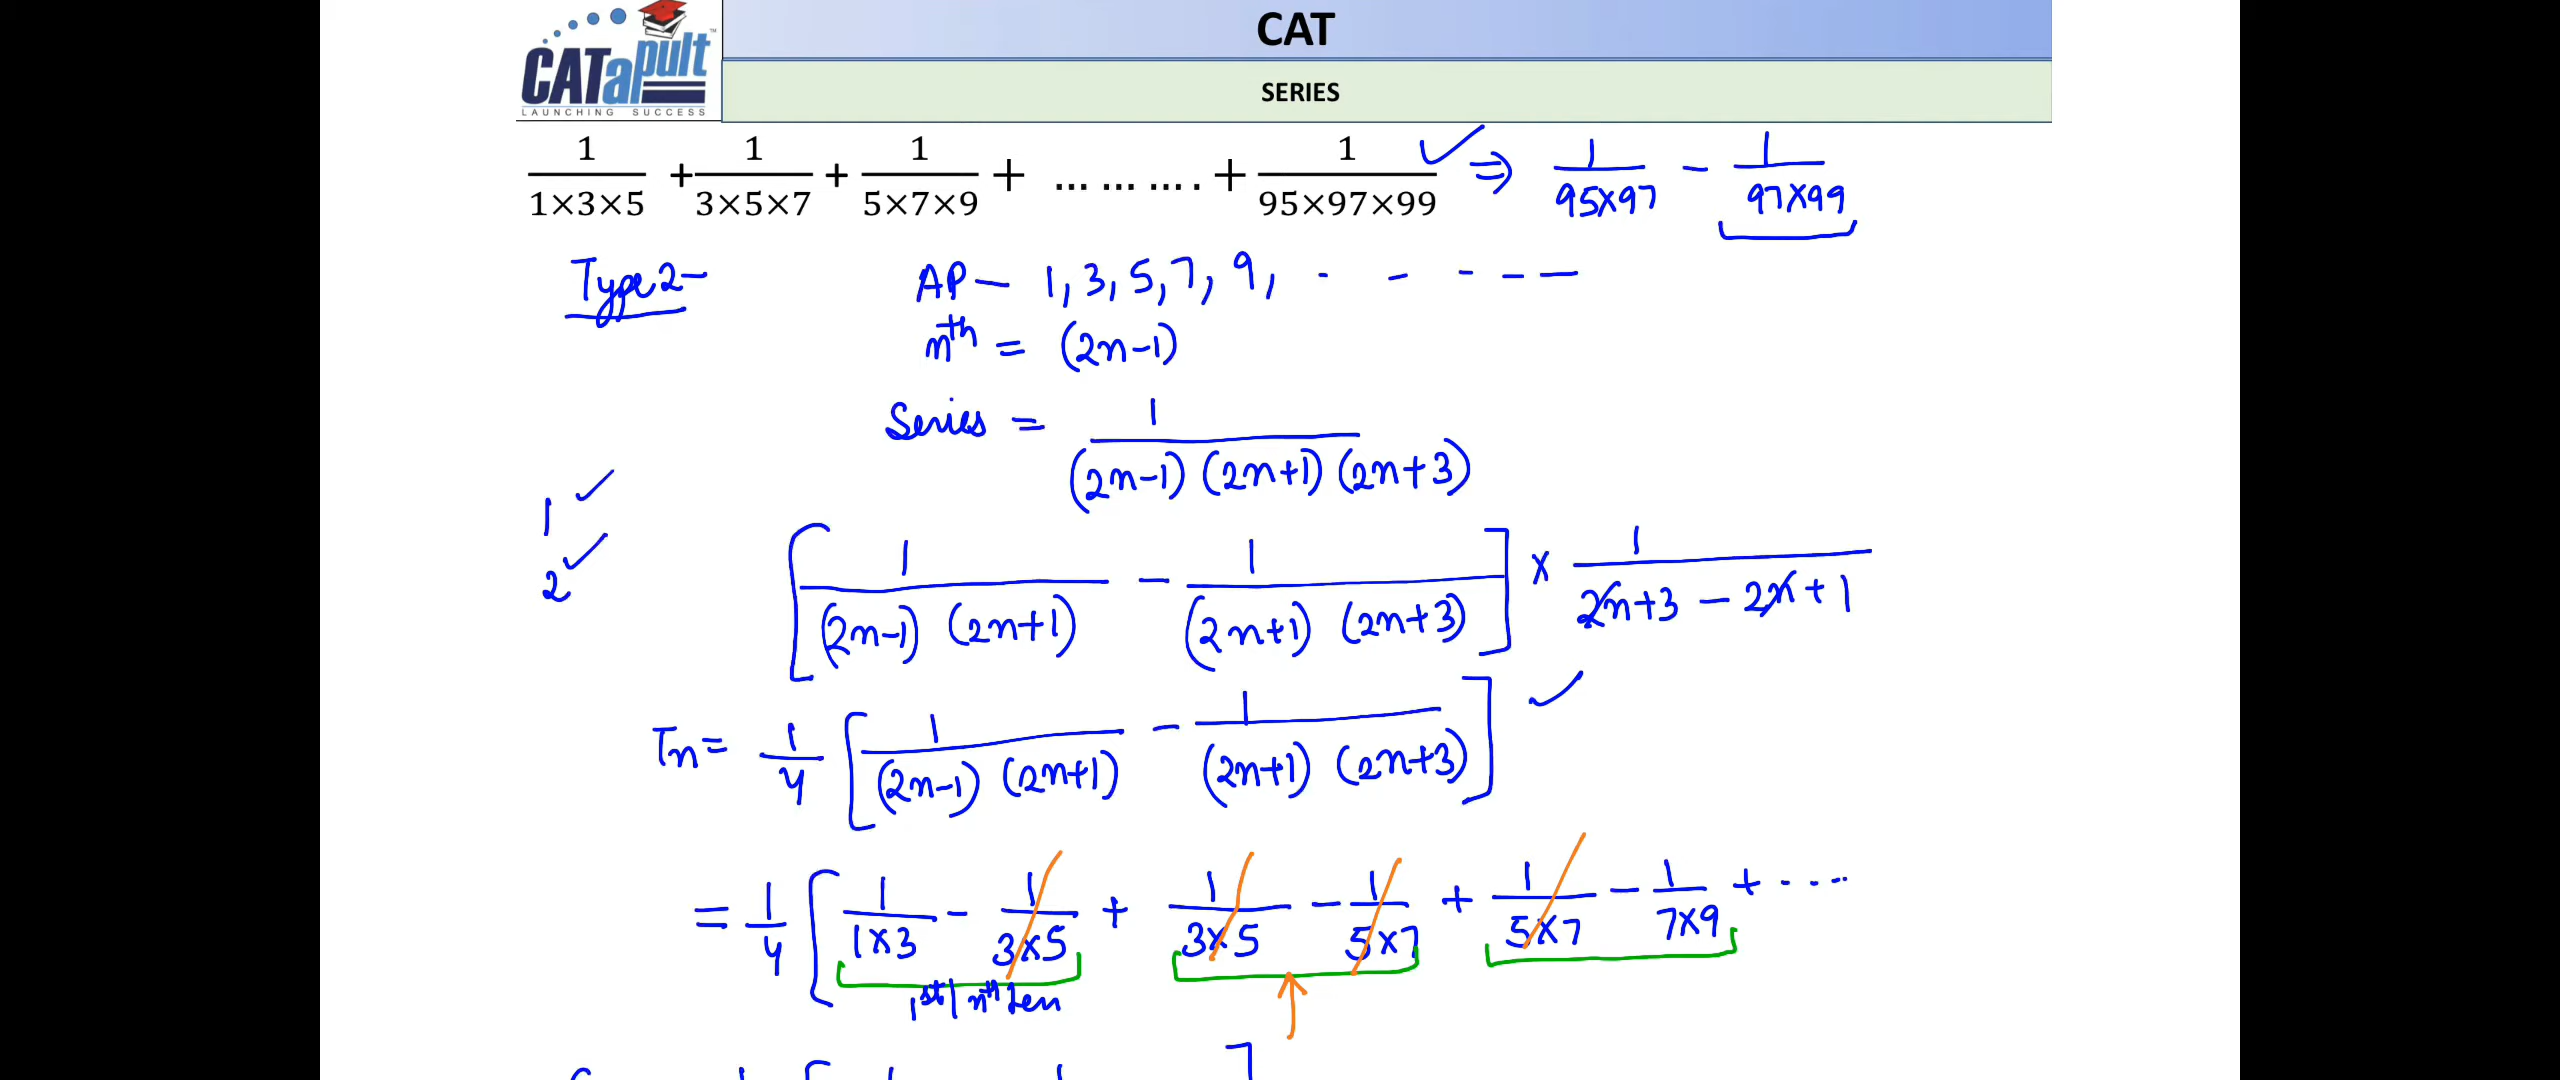 CATapult
LAUNCHING SUCCESS
CAT
SERIES
1/(1×3×5) + 1/(3×5×7) + 1/(5×7×9) + ... ... ... . + 1/(95×97×99) ✓ ⇒ 1/(95×97) - 1/(97×99)
Type 2- AP - 1, 3, 5, 7, 9, - - - - -
nth = (2n-1)
Series = 1/((2n-1) (2n+1) (2n+3))
1 ✓
2 ✓
[1/((2n-1) (2n+1)) - 1/((2n+1) (2n+3))] × 1/(2n+3 - 2n+1)
Tn = 1/4 [1/((2n-1) (2n+1)) - 1/((2n+1) (2n+3))] ✓
= 1/4 [1/(1×3) - 1/(3×5) + 1/(3×5) - 1/(5×7) + 1/(5×7) - 1/(7×9) + ....
1st | nth